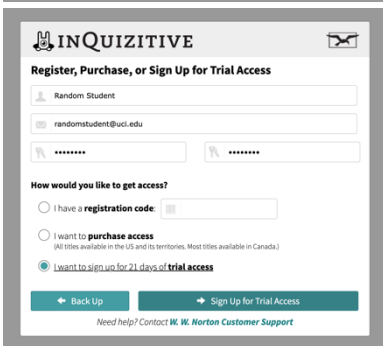 INQUIZITIVE
Register, Purchase, or Sign Up for Trial Access
Random Student
randomstudent@uci.edu
•••••••• ••••••••
How would you like to get access?
I have a registration code:
I want to purchase access
(All titles available in the US and its territories. Most titles available in Canada.)
I want to sign up for 21 days of trial access
Back Up Sign Up for Trial Access
Need help? Contact W. W. Norton Customer Support